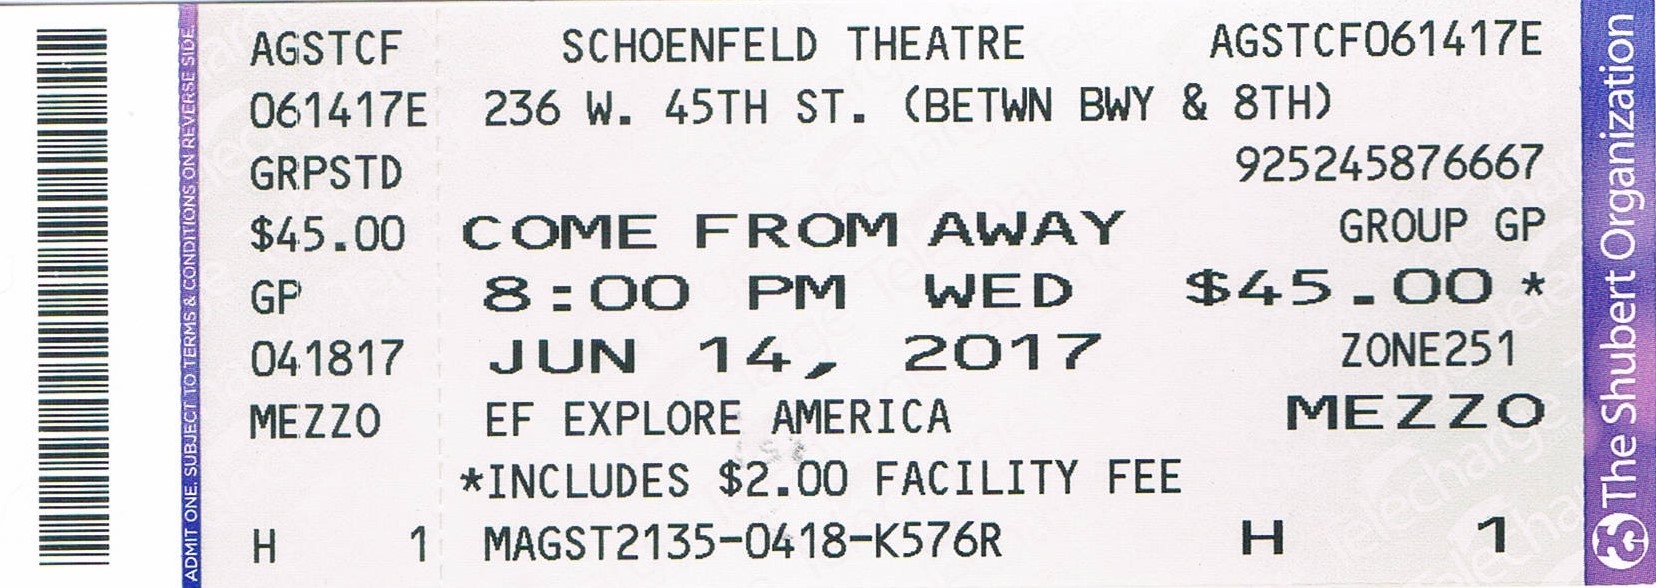 ADMIT ONE. SUBJECT TO TERMS & CONDITIONS ON REVERSE SIDE.
AGSTCF
061417E
GRPSTD
$45.00
GP
041817
MEZZO
H 1
SCHOENFELD THEATRE AGSTCF061417E
236 W. 45TH ST. (BETWN BWY & 8TH)
925245876667
COME FROM AWAY GROUP GP
8:00 PM WED $45.00 *
JUN 14, 2017 ZONE251
EF EXPLORE AMERICA MEZZO
*INCLUDES $2.00 FACILITY FEE
MAGST2135-0418-K576R H 1
The Shubert Organization